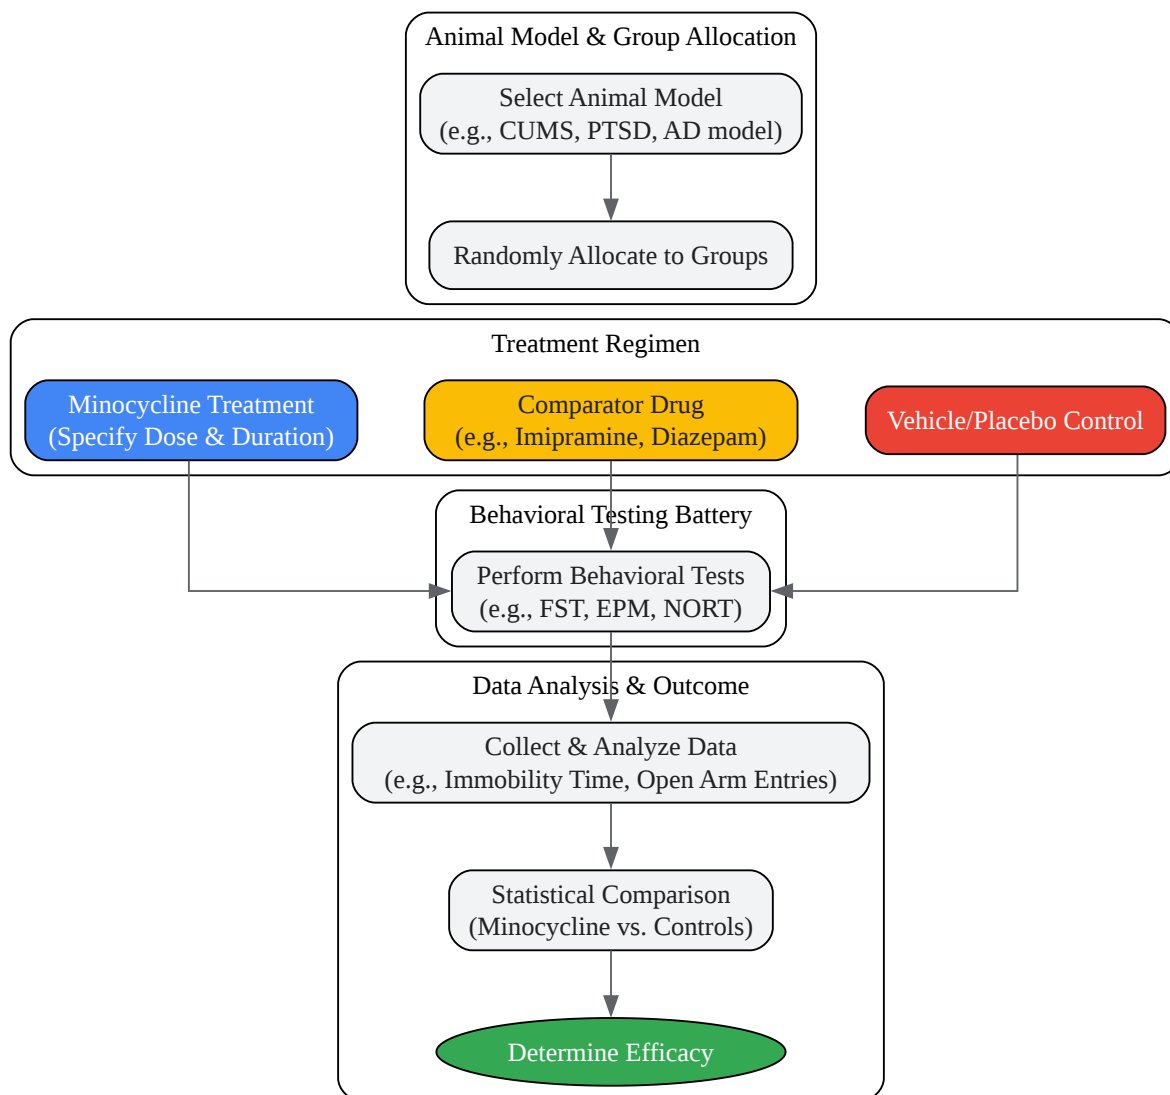 Animal Model & Group Allocation
Select Animal Model
(e.g., CUMS, PTSD, AD model)
Randomly Allocate to Groups
Treatment Regimen
Minocycline Treatment
(Specify Dose & Duration)
Comparator Drug
(e.g., Imipramine, Diazepam)
Vehicle/Placebo Control
Behavioral Testing Battery
Perform Behavioral Tests
(e.g., FST, EPM, NORT)
Data Analysis & Outcome
Collect & Analyze Data
(e.g., Immobility Time, Open Arm Entries)
Statistical Comparison
(Minocycline vs. Controls)
Determine Efficacy